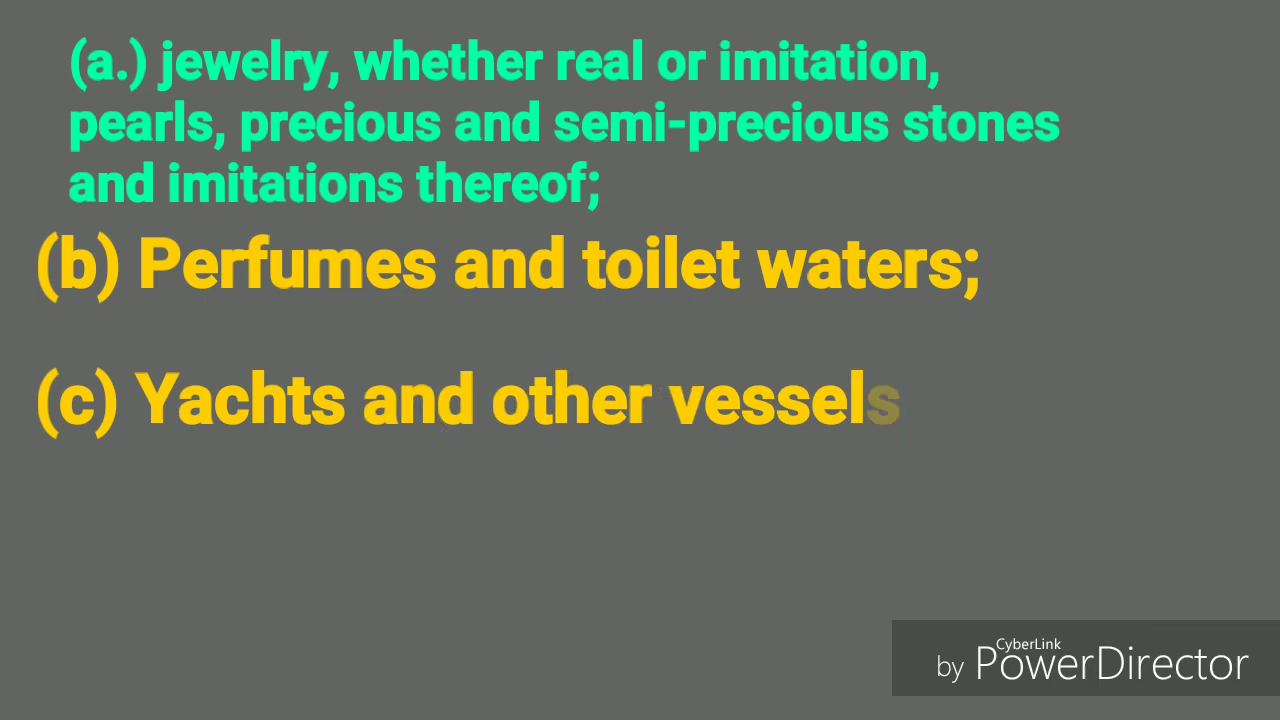 (a.) jewelry, whether real or imitation,
pearls, precious and semi-precious stones
and imitations thereof;
(b) Perfumes and toilet waters;
(c) Yachts and other vessels
CyberLink
by PowerDirector